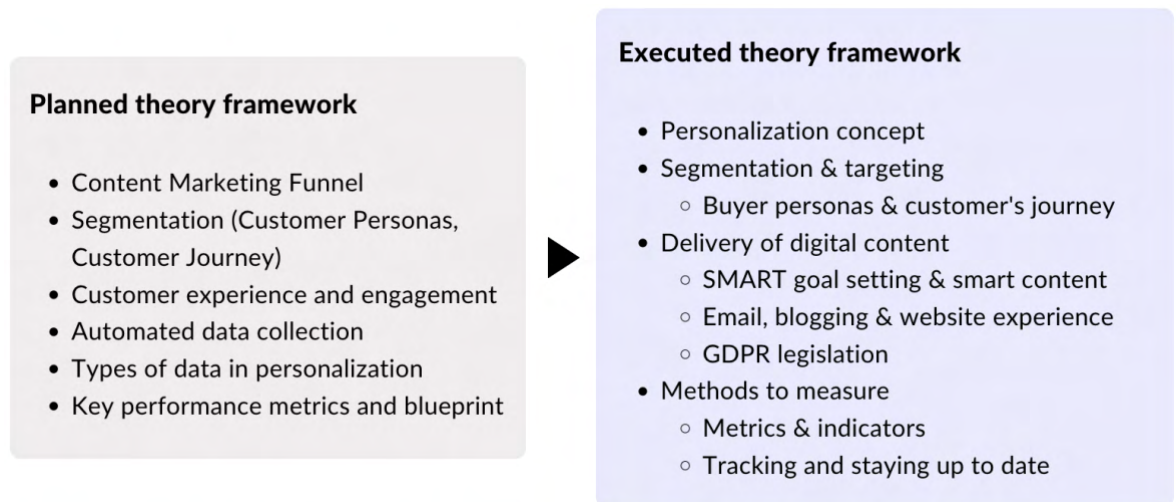 Planned theory framework
Content Marketing Funnel
Segmentation (Customer Personas,
Customer Journey)
Customer experience and engagement
Automated data collection
Types of data in personalization
Key performance metrics and blueprint
Executed theory framework
Personalization concept
Segmentation & targeting
Buyer personas & customer's journey
Delivery of digital content
SMART goal setting & smart content
Email, blogging & website experience
GDPR legislation
Methods to measure
Metrics & indicators
Tracking and staying up to date